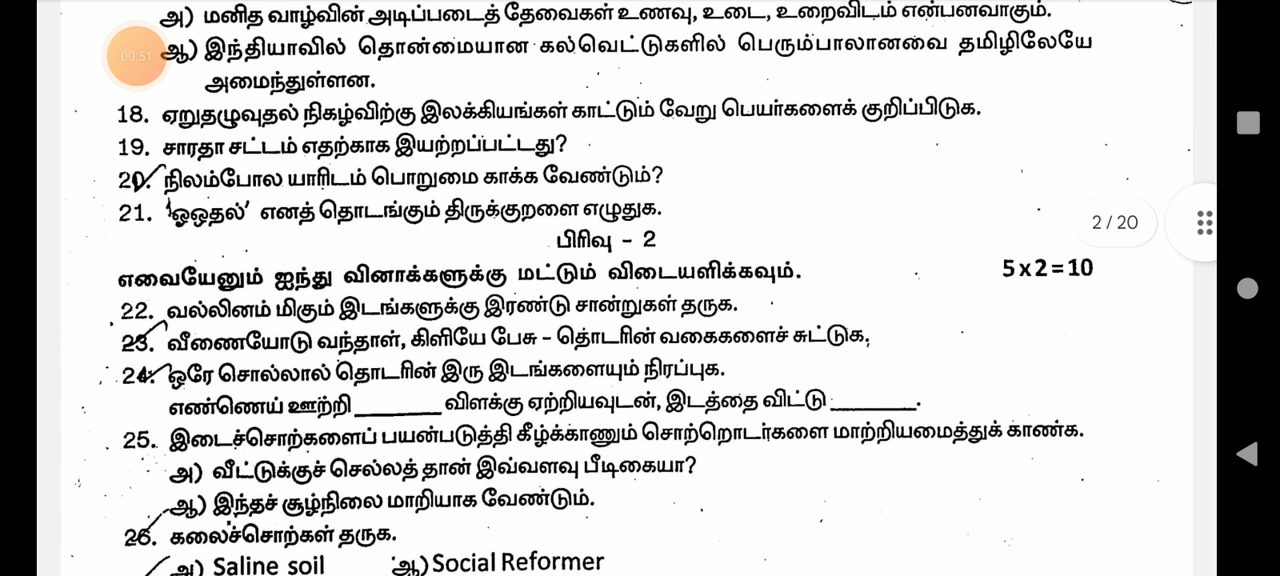 அ) மனித வாழ்வின் அடிப்படைத் தேவைகள் உணவு, உடை, உறைவிடம் என்பனவாகும்.
00:51
ஆ) இந்தியாவில் தொன்மையான கல்வெட்டுகளில் பெரும்பாலானவை தமிழிலேயே
அமைந்துள்ளன.
18. ஏறுதழுவுதல் நிகழ்விற்கு இலக்கியங்கள் காட்டும் வேறு பெயர்களைக் குறிப்பிடுக.
19. சாரதா சட்டம் எதற்காக இயற்றப்பட்டது?
20. நிலம்போல யாரிடம் பொறுமை காக்க வேண்டும்?
21. 'ஓஒதல்' எனத் தொடங்கும் திருக்குறளை எழுதுக.
2 / 20
பிரிவு - 2
எவையேனும் ஐந்து வினாக்களுக்கு மட்டும் விடையளிக்கவும். 5 x 2 = 10
22. வல்லினம் மிகும் இடங்களுக்கு இரண்டு சான்றுகள் தருக.
23. வீணையோடு வந்தாள், கிளியே பேசு - தொடரின் வகைகளைச் சுட்டுக.
24. ஒரே சொல்லால் தொடரின் இரு இடங்களையும் நிரப்புக.
எண்ணெய் ஊற்றி ________ விளக்கு ஏற்றியவுடன், இடத்தை விட்டு ________.
25. இடைச்சொற்களைப் பயன்படுத்தி கீழ்க்காணும் சொற்றொடர்களை மாற்றியமைத்துக் காண்க.
அ) வீட்டுக்குச் செல்லத் தான் இவ்வளவு பீடிகையா?
ஆ) இந்தச் சூழ்நிலை மாறியாக வேண்டும்.
26. கலைச்சொற்கள் தருக.
அ) Saline soil ஆ) Social Reformer